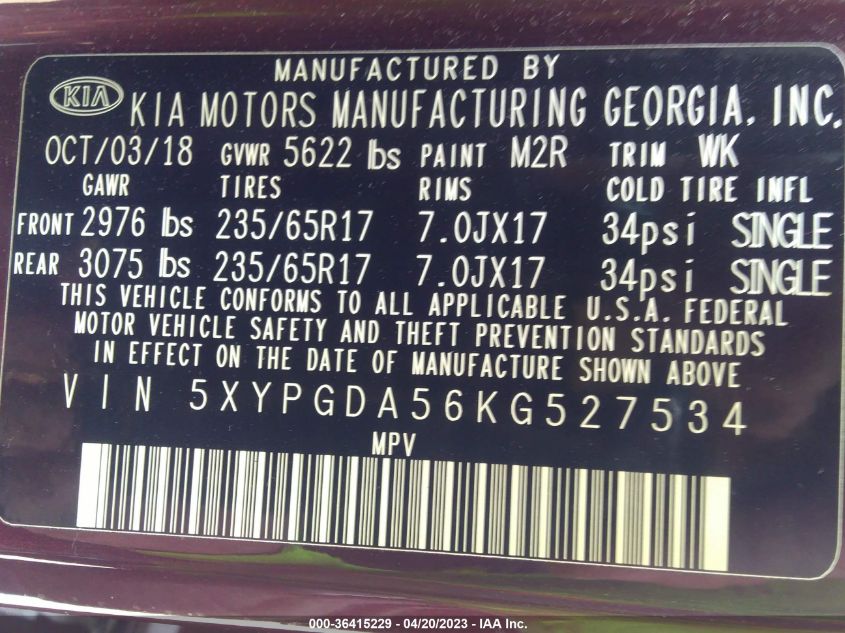 MANUFACTURED BY
KIA KIA MOTORS MANUFACTURING GEORGIA, INC.
OCT/03/18 GVWR 5622 lbs PAINT M2R TRIM WK
GAWR TIRES RIMS COLD TIRE INFL
FRONT 2976 lbs 235/65R17 7.0JX17 34psi SINGLE
REAR 3075 lbs 235/65R17 7.0JX17 34psi SINGLE
THIS VEHICLE CONFORMS TO ALL APPLICABLE U.S.A. FEDERAL
MOTOR VEHICLE SAFETY AND THEFT PREVENTION STANDARDS
IN EFFECT ON THE DATE OF MANUFACTURE SHOWN ABOVE
VIN 5XYPGDA56KG527534
MPV
000-36415229 - 04/20/2023 - IAA Inc.